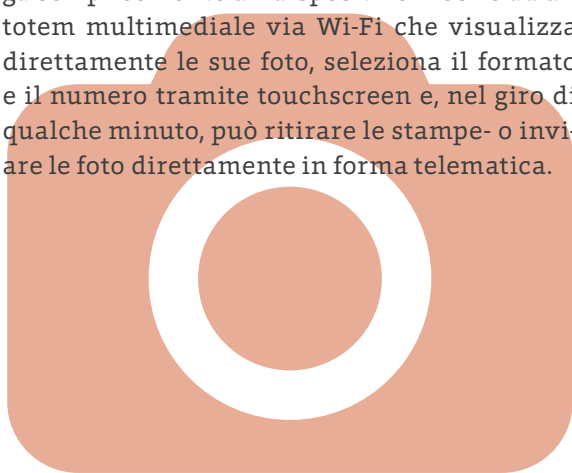 totem multimediale via Wi-Fi che visualizza
direttamente le sue foto, seleziona il formato
e il numero tramite touchscreen e, nel giro di
qualche minuto, può ritirare le stampe- o invi-
are le foto direttamente in forma telematica.